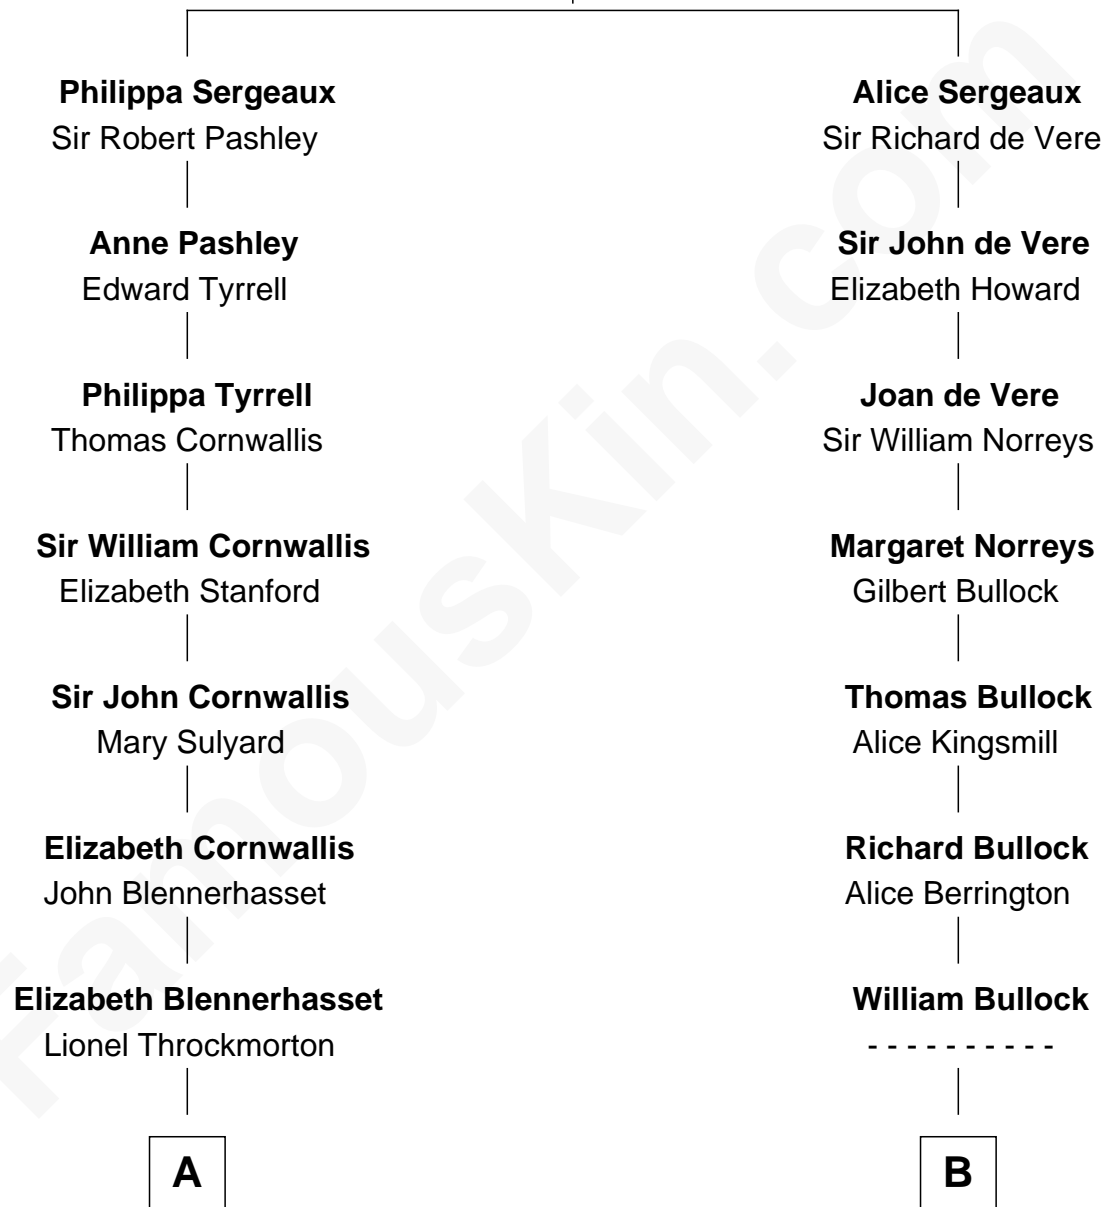 Philippa Sergeaux
Sir Robert Pashley
Anne Pashley
Edward Tyrrell
Philippa Tyrrell
Thomas Cornwallis
Sir William Cornwallis
Elizabeth Stanford
Sir John Cornwallis
Mary Sulyard
Elizabeth Cornwallis
John Blennerhasset
Elizabeth Blennerhasset
Lionel Throckmorton
A
Alice Sergeaux
Sir Richard de Vere
Sir John de Vere
Elizabeth Howard
Joan de Vere
Sir William Norreys
Margaret Norreys
Gilbert Bullock
Thomas Bullock
Alice Kingsmill
Richard Bullock
Alice Berrington
William Bullock
- - - - - - - - - -
B
FamousKin.com